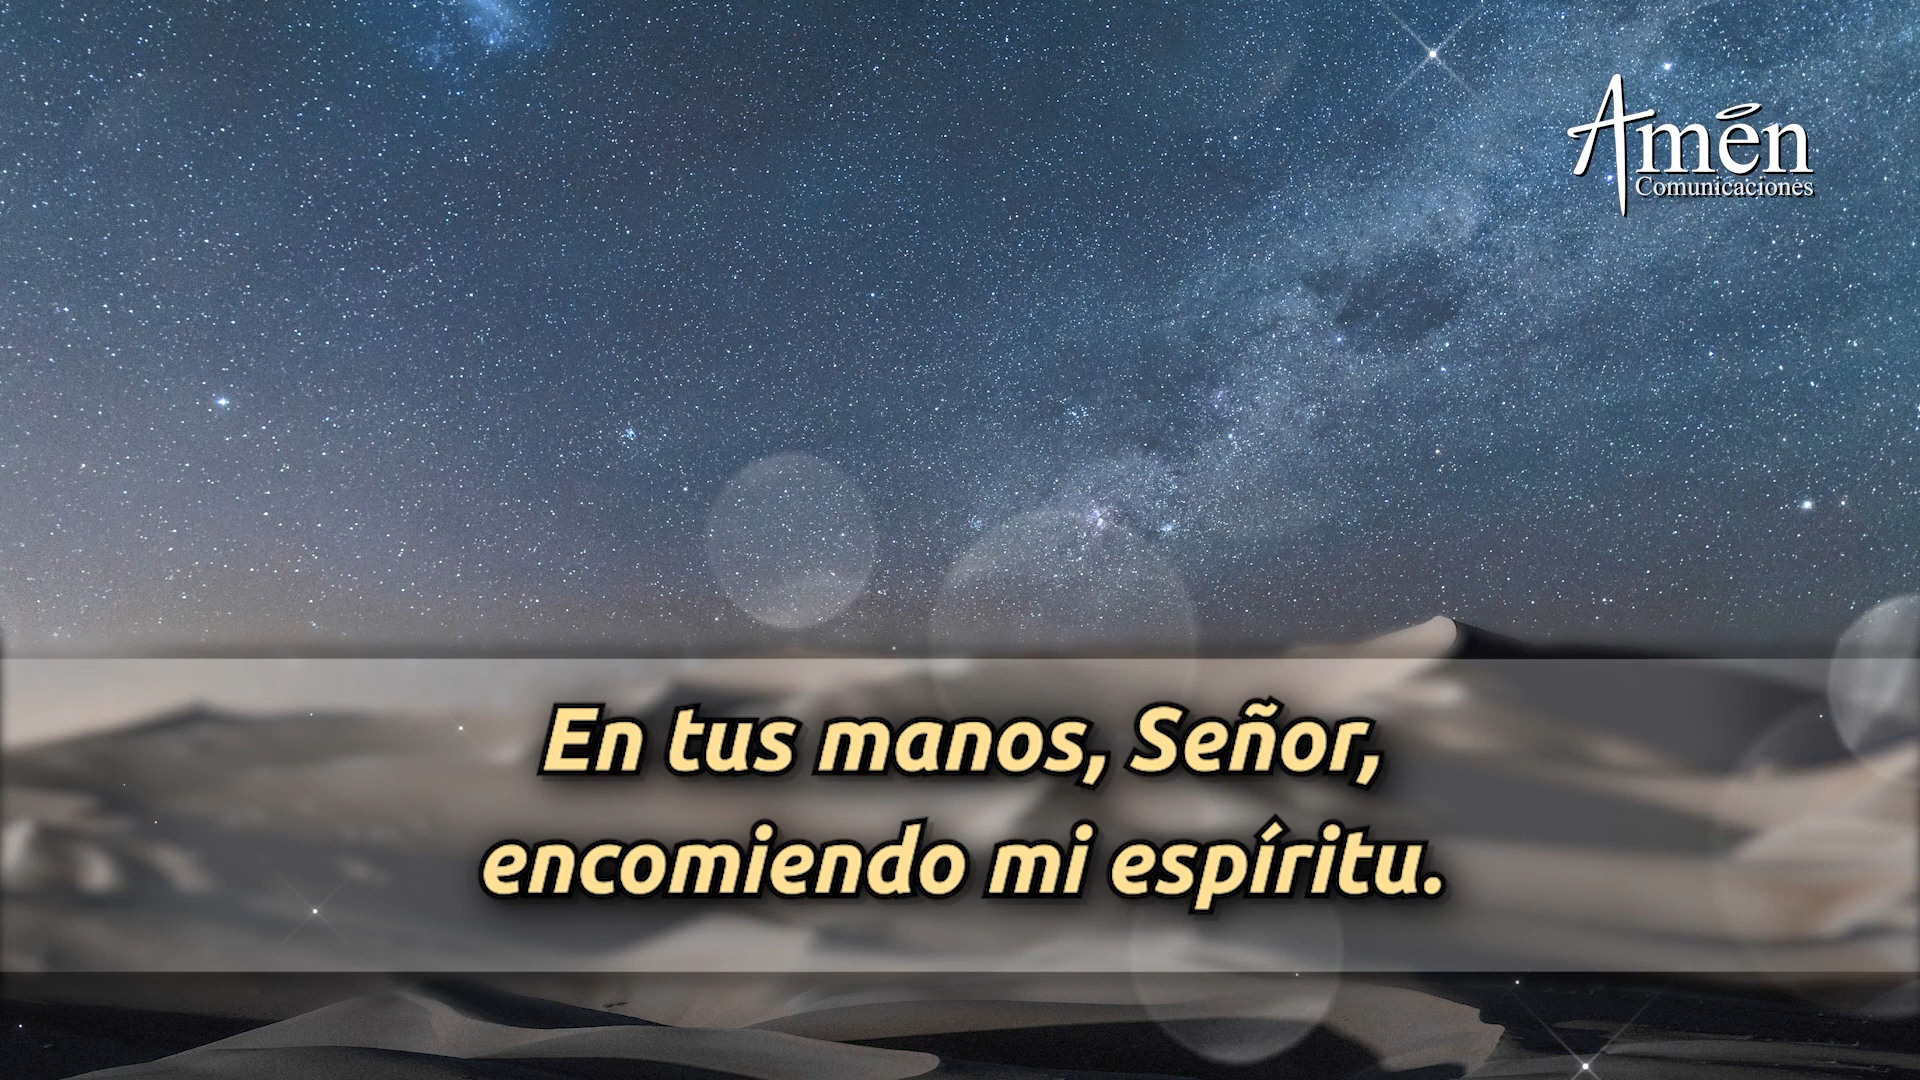 Amén
Comunicaciones
En tus manos, Señor,
encomiendo mi espíritu.